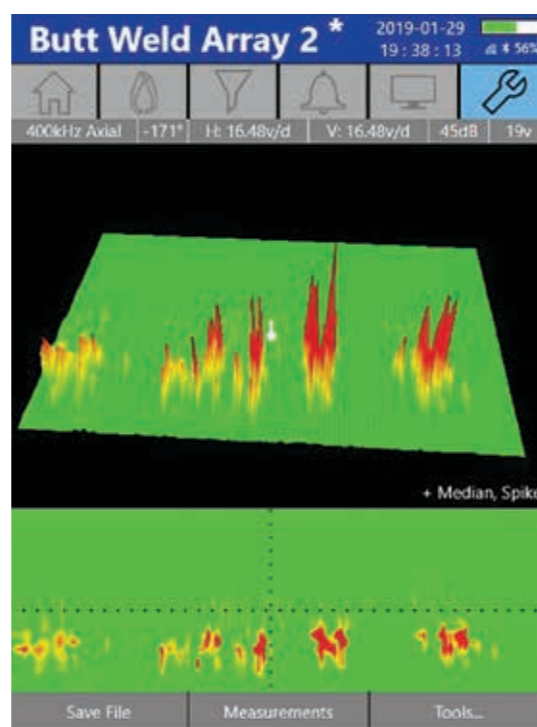 Butt Weld Array 2 *
2019-01-29
19 : 38 : 13
56%
400kHz Axial -171° H: 16.48v/d V: 16.48v/d 45dB 19v
+ Median, Spike
Save File Measurements Tools...